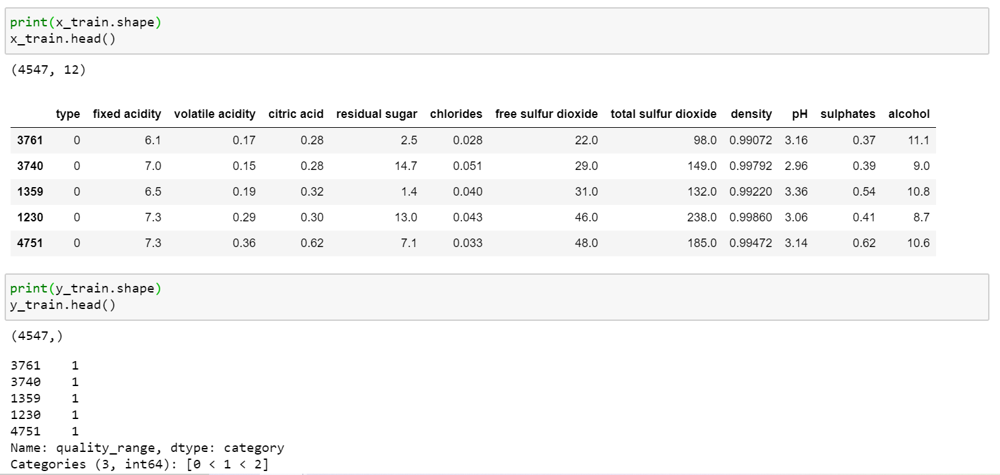 print(x_train.shape)
x_train.head()
(4547, 12)
type fixed acidity volatile acidity citric acid residual sugar chlorides free sulfur dioxide total sulfur dioxide density pH sulphates alcohol
3761 0 6.1 0.17 0.28 2.5 0.028 22.0 98.0 0.99072 3.16 0.37 11.1
3740 0 7.0 0.15 0.28 14.7 0.051 29.0 149.0 0.99792 2.96 0.39 9.0
1359 0 6.5 0.19 0.32 1.4 0.040 31.0 132.0 0.99220 3.36 0.54 10.8
1230 0 7.3 0.29 0.30 13.0 0.043 46.0 238.0 0.99860 3.06 0.41 8.7
4751 0 7.3 0.36 0.62 7.1 0.033 48.0 185.0 0.99472 3.14 0.62 10.6
print(y_train.shape)
y_train.head()
(4547,)
3761 1
3740 1
1359 1
1230 1
4751 1
Name: quality_range, dtype: category
Categories (3, int64): [0 < 1 < 2]